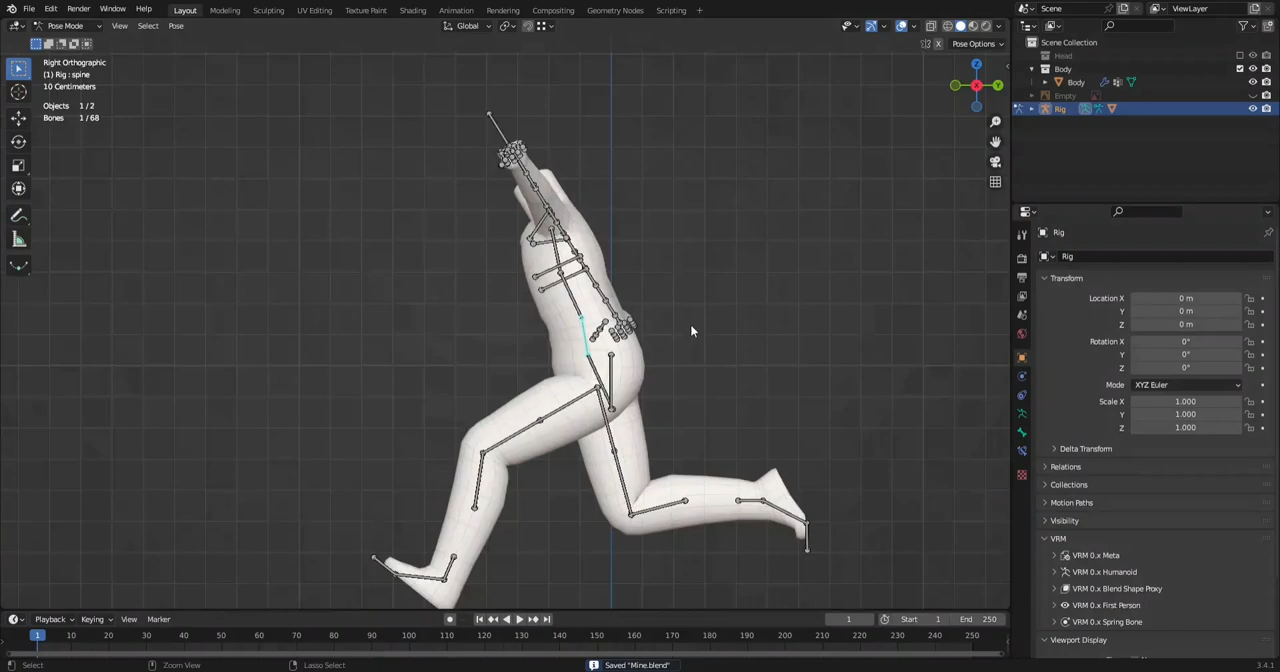 File Edit Render Window Help Layout Modeling Sculpting UV Editing Texture Paint Shading Animation Rendering Compositing Geometry Nodes Scripting Scene ViewLayer
Pose Mode View Select Pose Global
X Pose Options
Right Orthographic
(1) Rig : spine
10 Centimeters
Objects 1 / 2
Bones 1 / 68
Z
X
Y
Scene Collection
Head
Body
Body
Empty
Rig
Rig
Rig
Transform
Location X 0 m
Y 0 m
Z 0 m
Rotation X 0°
Y 0°
Z 0°
Mode XYZ Euler
Scale X 1.000
Y 1.000
Z 1.000
Delta Transform
Relations
Collections
Motion Paths
Visibility
VRM
VRM 0.x Meta
VRM 0.x Humanoid
VRM 0.x Blend Shape Proxy
VRM 0.x First Person
VRM 0.x Spring Bone
Viewport Display
Playback Keying View Marker 1 Start 1 End 250
1 10 20 30 40 50 60 70 80 90 100 110 120 130 140 150 160 170 180 190 200 210 220 230 240 250
Select Zoom View Lasso Select Saved "Mine.blend" 3.4.1